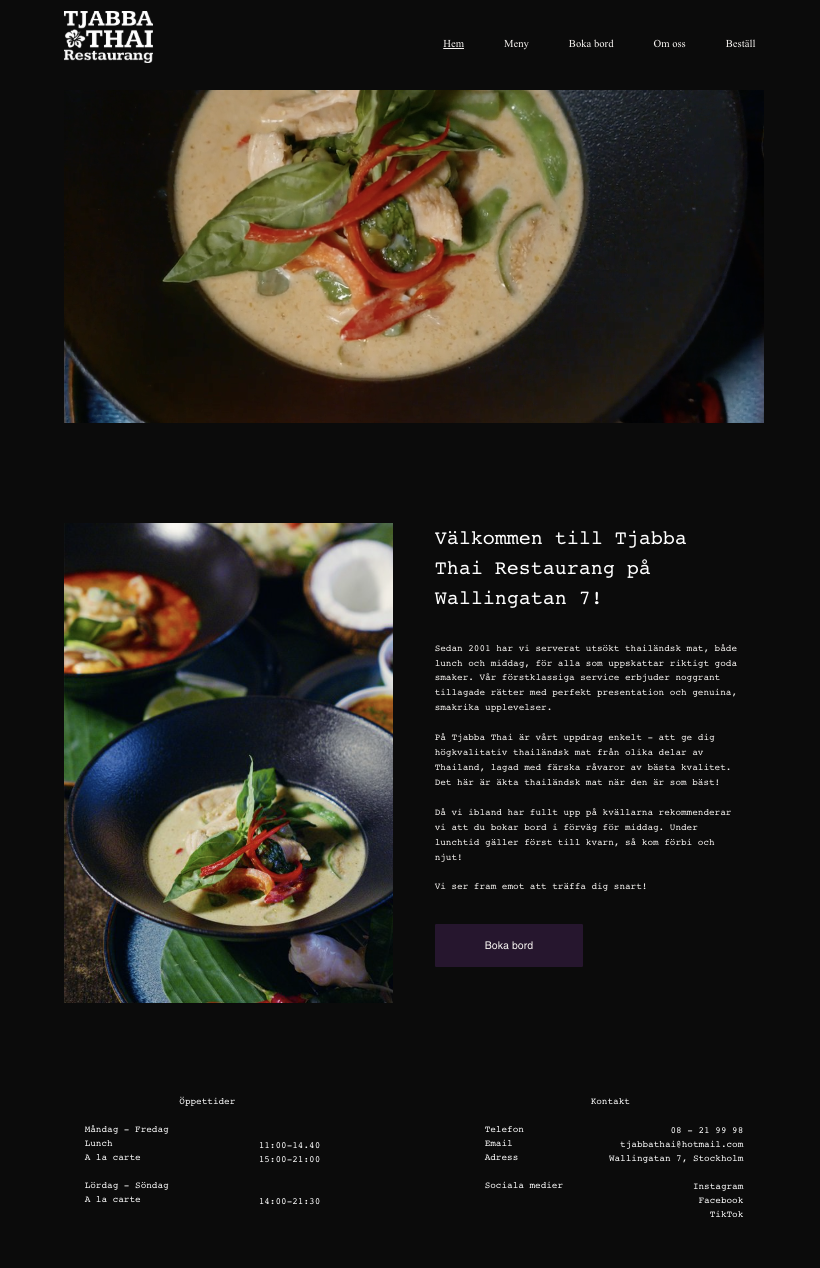 TJABBA
THAI
Restaurang
Hem Meny Boka bord Om oss Beställ
Välkommen till Tjabba
Thai Restaurang på
Wallingatan 7!
Sedan 2001 har vi serverat utsökt thailändsk mat, både
lunch och middag, för alla som uppskattar riktigt goda
smaker. Vår förstklassiga service erbjuder noggrant
tillagade rätter med perfekt presentation och genuina,
smakrika upplevelser.
På Tjabba Thai är vårt uppdrag enkelt – att ge dig
högkvalitativ thailändsk mat från olika delar av
Thailand, lagad med färska råvaror av bästa kvalitet.
Det här är äkta thailändsk mat när den är som bäst!
Då vi ibland har fullt upp på kvällarna rekommenderar
vi att du bokar bord i förväg för middag. Under
lunchtid gäller först till kvarn, så kom förbi och
njut!
Vi ser fram emot att träffa dig snart!
Boka bord
Öppettider
Måndag - Fredag
Lunch 11:00-14.40
A la carte 15:00-21:00
Lördag - Söndag
A la carte 14:00-21:30
Kontakt
Telefon 08 - 21 99 98
Email tjabbathai@hotmail.com
Adress Wallingatan 7, Stockholm
Sociala medier Instagram
Facebook
TikTok